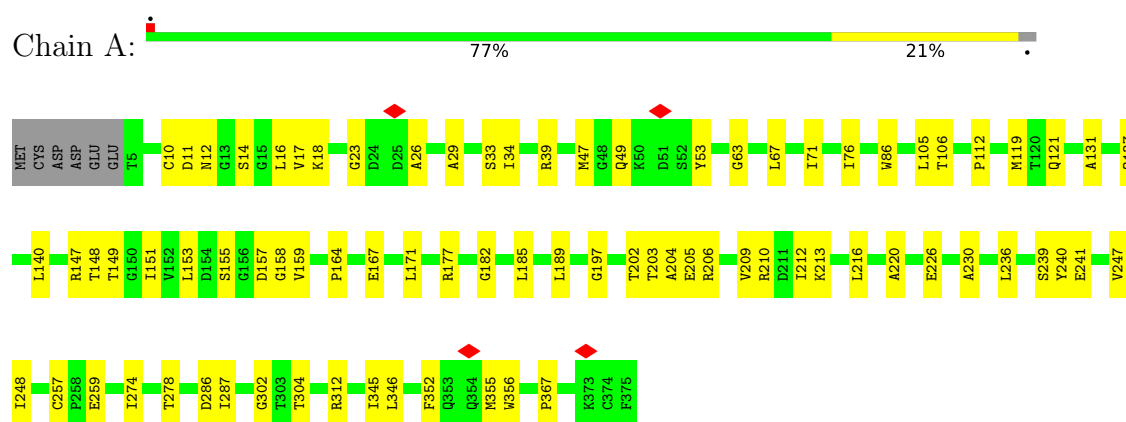 Chain A:
77%
21%
MET CYS ASP ASP GLU GLU T5 C10 D11 N12 G13 S14 G15 L16 V17 K18 G23 D24 D25 A26 A29 S33 I34 R39 M47 G48 Q49 K50 D51 S52 Y53 G63 L67 I71 I76 W86 L105 T106 P112 M119 T120 Q121 A131
L140 R147 T148 T149 G150 I151 V152 L153 D154 S155 G156 D157 G158 V159 P164 E167 L171 R177 G182 L185 L189 G197 T202 T203 A204 E205 R206 V209 R210 D211 I212 K213 L216 A220 E226 A230 L236 S239 Y240 E241 V247
I248 C257 P258 E259 I274 T278 D286 I287 G302 T303 T304 R312 I345 L346 F352 Q353 Q354 M355 W356 P367 K373 C374 F375